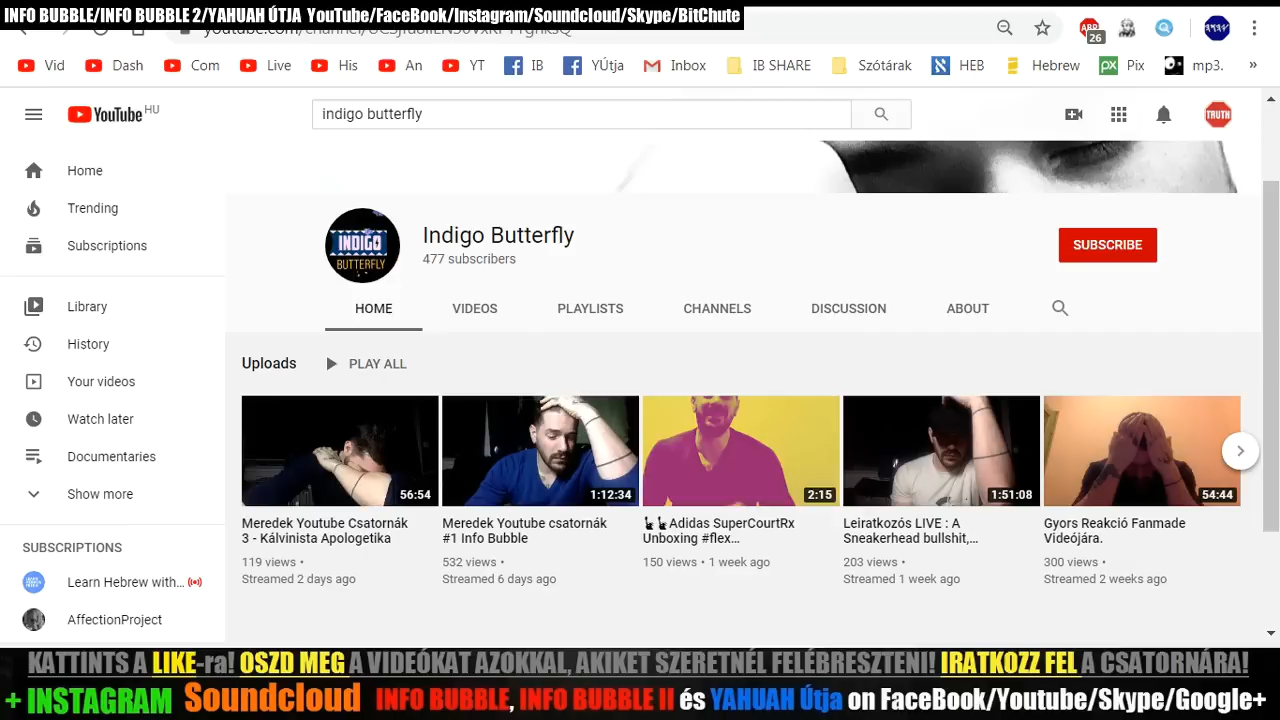 INFO BUBBLE/INFO BUBBLE 2/YAHUAH ÚTJA YouTube/FaceBook/Instagram/Soundcloud/Skype/BitChute
ABP
26
Vid Dash Com Live His An YT IB YÚtja Inbox IB SHARE Szótárak HEB Hebrew Pix mp3. »
YouTube HU
indigo butterfly
TRUTH
Home
Trending
Subscriptions
Library
History
Your videos
Watch later
Documentaries
Show more
SUBSCRIPTIONS
Learn Hebrew with...
AffectionProject
INDIGO
BUTTERFLY
Indigo Butterfly
477 subscribers
SUBSCRIBE
HOME VIDEOS PLAYLISTS CHANNELS DISCUSSION ABOUT
Uploads PLAY ALL
56:54
Meredek Youtube Csatornák
3 - Kálvinista Apologetika
119 views •
Streamed 2 days ago
1:12:34
Meredek Youtube csatornák
#1 Info Bubble
532 views •
Streamed 6 days ago
2:15
Adidas SuperCourtRx
Unboxing #flex...
150 views • 1 week ago
1:51:08
Leiratkozós LIVE : A
Sneakerhead bullshit,...
203 views •
Streamed 1 week ago
54:44
Gyors Reakció Fanmade
Videójára.
300 views •
Streamed 2 weeks ago
KATTINTS A LIKE-ra! OSZD MEG A VIDEÓKAT AZOKKAL, AKIKET SZERETNÉL FELÉBRESZTENI! IRATKOZZ FEL A CSATORNÁRA!
+ INSTAGRAM Soundcloud INFO BUBBLE, INFO BUBBLE II és YAHUAH Útja on FaceBook/Youtube/Skype/Google+